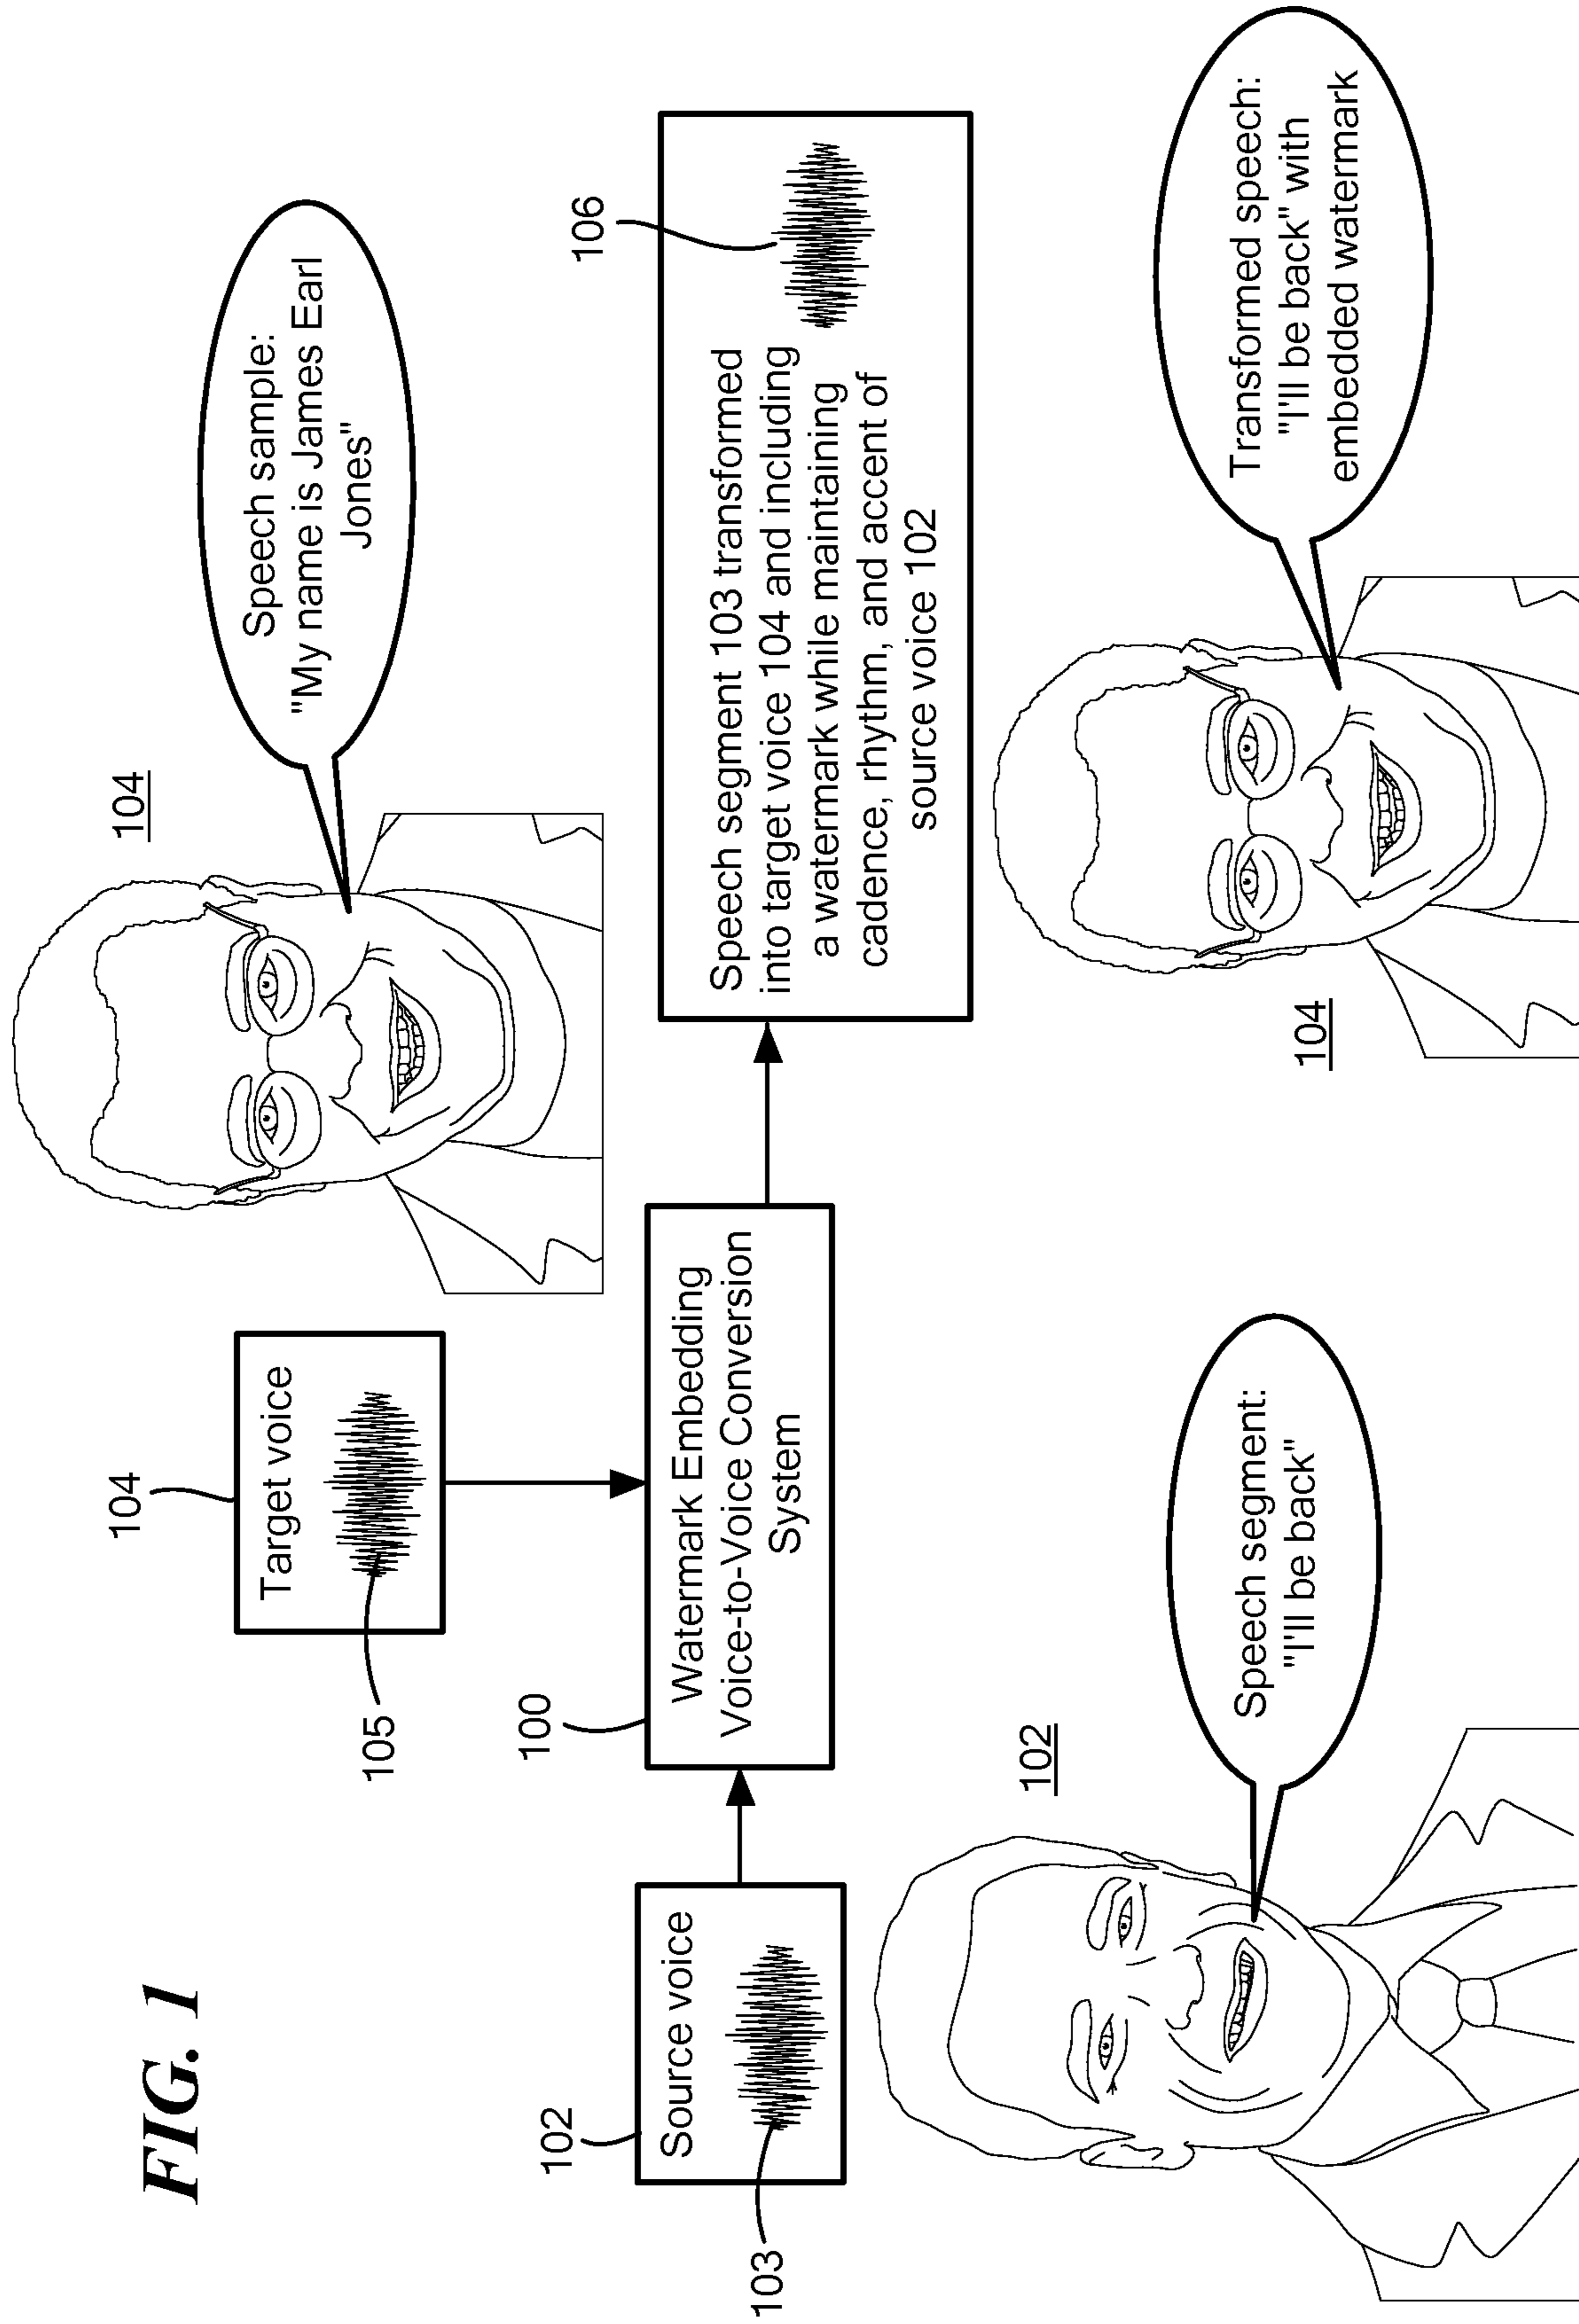 FIG. 1
104
Target voice
105
104
Speech sample:
"My name is James Earl
Jones"
102
Source voice
103
100
Watermark Embedding
Voice-to-Voice Conversion
System
106
Speech segment 103 transformed
into target voice 104 and including
a watermark while maintaining
cadence, rhythm, and accent of
source voice 102
102
Speech segment:
"I'll be back"
104
Transformed speech:
"I'll be back" with
embedded watermark